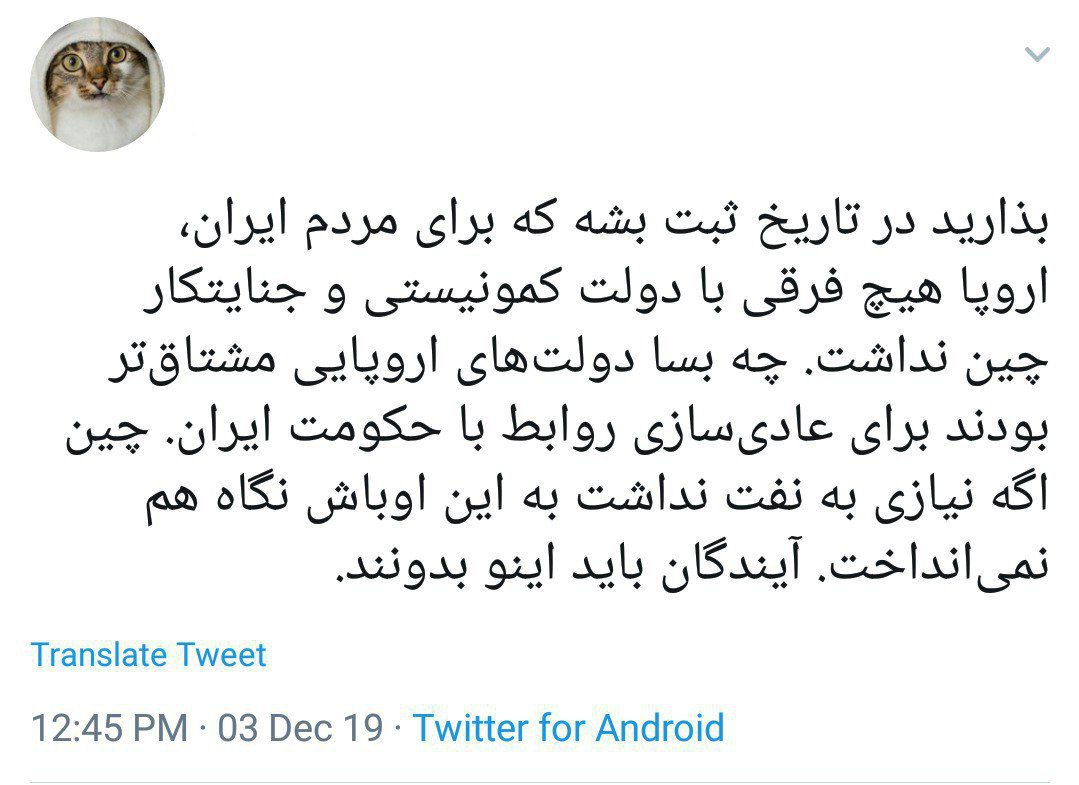 بذارید در تاریخ ثبت بشه که برای مردم ایران،
اروپا هیچ فرقی با دولت کمونیستی و جنایتکار
چین نداشت. چه بسا دولت‌های اروپایی مشتاق‌تر
بودند برای عادی‌سازی روابط با حکومت ایران. چین
اگه نیازی به نفت نداشت به این اوباش نگاه هم
نمی‌انداخت. آیندگان باید اینو بدونند.
Translate Tweet
12:45 PM · 03 Dec 19 · Twitter for Android